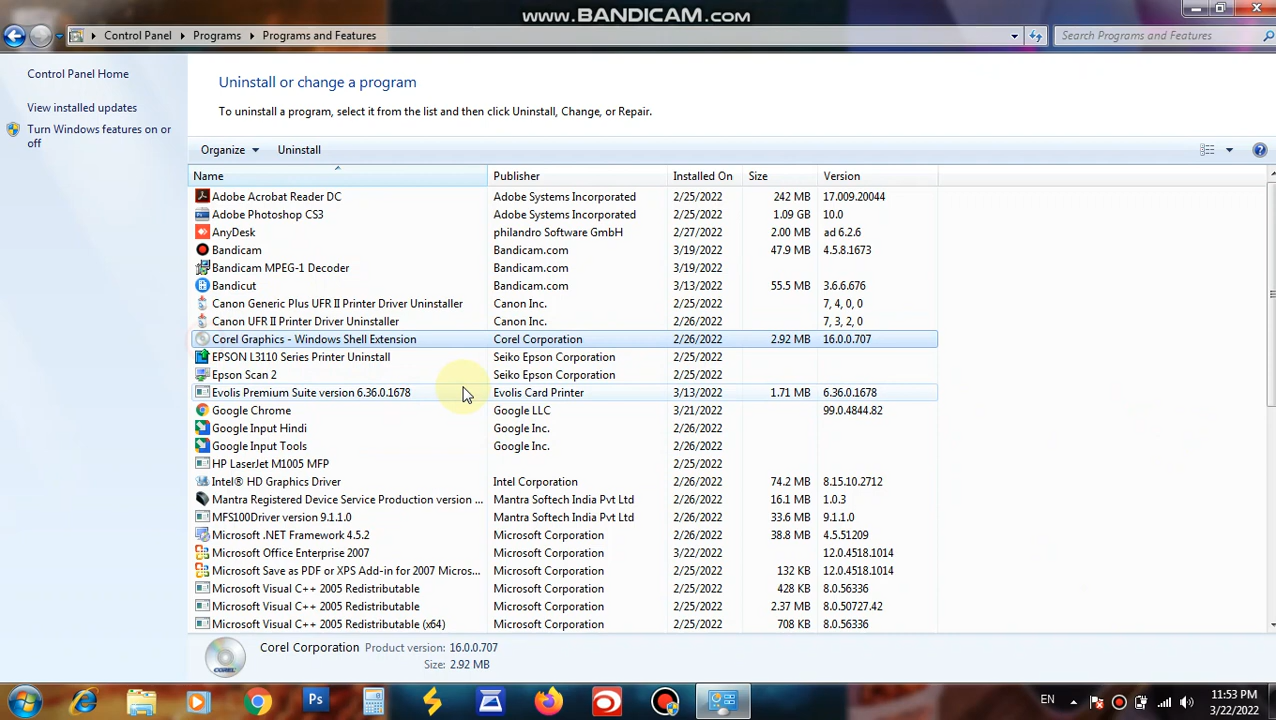 www.BANDICAM.com
Control Panel Programs Programs and Features Search Programs and Features
Control Panel Home
View installed updates
Turn Windows features on or off
Uninstall or change a program
To uninstall a program, select it from the list and then click Uninstall, Change, or Repair.
Organize Uninstall
Name Publisher Installed On Size Version
Adobe Acrobat Reader DC Adobe Systems Incorporated 2/25/2022 242 MB 17.009.20044
Adobe Photoshop CS3 Adobe Systems Incorporated 2/25/2022 1.09 GB 10.0
AnyDesk philandro Software GmbH 2/27/2022 2.00 MB ad 6.2.6
Bandicam Bandicam.com 3/19/2022 47.9 MB 4.5.8.1673
Bandicam MPEG-1 Decoder Bandicam.com 3/19/2022
Bandicut Bandicam.com 3/13/2022 55.5 MB 3.6.6.676
Canon Generic Plus UFR II Printer Driver Uninstaller Canon Inc. 2/25/2022 7, 4, 0, 0
Canon UFR II Printer Driver Uninstaller Canon Inc. 2/26/2022 7, 3, 2, 0
Corel Graphics - Windows Shell Extension Corel Corporation 2/26/2022 2.92 MB 16.0.0.707
EPSON L3110 Series Printer Uninstall Seiko Epson Corporation 2/25/2022
Epson Scan 2 Seiko Epson Corporation 2/25/2022
Evolis Premium Suite version 6.36.0.1678 Evolis Card Printer 3/13/2022 1.71 MB 6.36.0.1678
Google Chrome Google LLC 3/21/2022 99.0.4844.82
Google Input Hindi Google Inc. 2/26/2022
Google Input Tools Google Inc. 2/26/2022
HP LaserJet M1005 MFP 2/25/2022
Intel® HD Graphics Driver Intel Corporation 2/26/2022 74.2 MB 8.15.10.2712
Mantra Registered Device Service Production version ... Mantra Softech India Pvt Ltd 2/26/2022 16.1 MB 1.0.3
MFS100Driver version 9.1.1.0 Mantra Softech India Pvt Ltd 2/26/2022 33.6 MB 9.1.1.0
Microsoft .NET Framework 4.5.2 Microsoft Corporation 2/26/2022 38.8 MB 4.5.51209
Microsoft Office Enterprise 2007 Microsoft Corporation 3/22/2022 12.0.4518.1014
Microsoft Save as PDF or XPS Add-in for 2007 Micros... Microsoft Corporation 2/25/2022 132 KB 12.0.4518.1014
Microsoft Visual C++ 2005 Redistributable Microsoft Corporation 2/25/2022 428 KB 8.0.56336
Microsoft Visual C++ 2005 Redistributable Microsoft Corporation 2/25/2022 2.37 MB 8.0.50727.42
Microsoft Visual C++ 2005 Redistributable (x64) Microsoft Corporation 2/25/2022 708 KB 8.0.56336
Corel Corporation Product version: 16.0.0.707
Size: 2.92 MB
COREL
Ps
EN
11:53 PM
3/22/2022